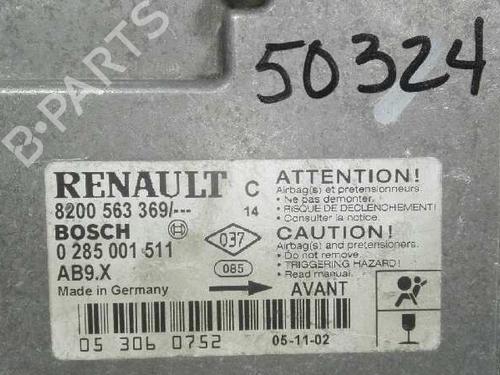 50324
B-PARTS
RENAULT C
8200 563 369/--- 14
BOSCH
0 285 001 511
AB9.X
Made in Germany
037
085
ATTENTION!
Airbag(s) et pretensionneurs.
• Ne pas demonter.
• RISQUE DE DECLENCHEMENT!
• Consulter la notice.
CAUTION!
Airbag(s) and pretensioners.
• Do not remove.
• TRIGGERING HAZARD!
• Read manual.
AVANT
05 306 0752 05-11-02